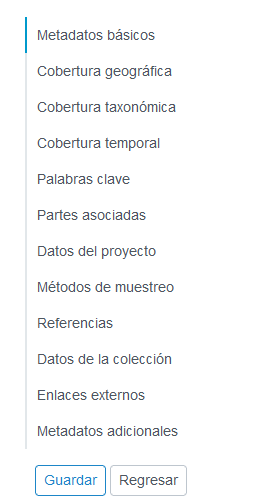 Metadatos básicos
Cobertura geográfica
Cobertura taxonómica
Cobertura temporal
Palabras clave
Partes asociadas
Datos del proyecto
Métodos de muestreo
Referencias
Datos de la colección
Enlaces externos
Metadatos adicionales
Guardar Regresar